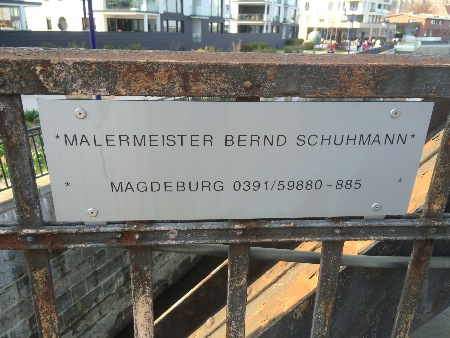 *MALERMEISTER BERND SCHUHMANN*
* MAGDEBURG 0391/59880-885 *